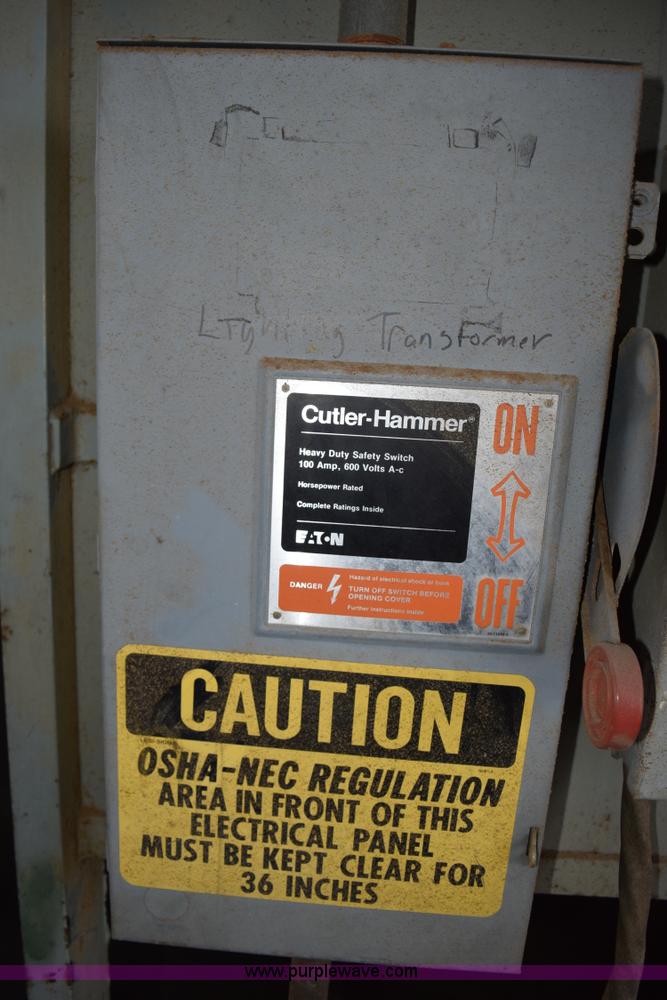 Lighting Transformer
Cutler-Hammer®
Heavy Duty Safety Switch
100 Amp, 600 Volts A-c
Horsepower Rated
Complete Ratings Inside
EATON
ON
OFF
DANGER
Hazard of electrical shock or burn
TURN OFF SWITCH BEFORE
OPENING COVER
Further instructions inside
CAUTION
OSHA-NEC REGULATION
AREA IN FRONT OF THIS
ELECTRICAL PANEL
MUST BE KEPT CLEAR FOR
36 INCHES
www.purplewave.com